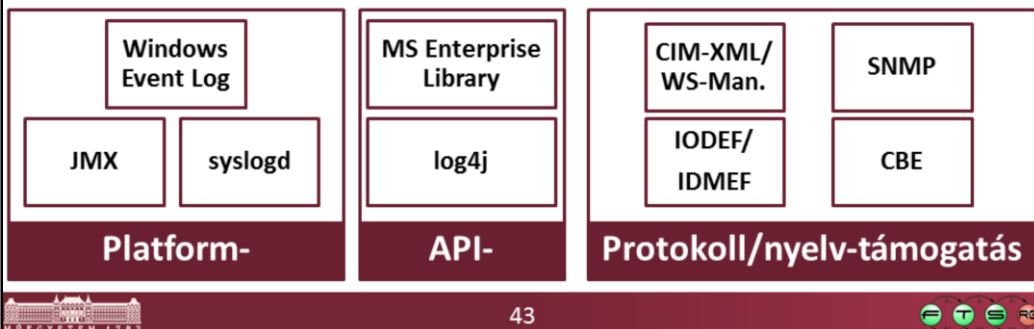 Windows
Event Log
JMX
syslogd
Platform-
MS Enterprise
Library
log4j
API-
CIM-XML/
WS-Man.
SNMP
IODEF/
IDMEF
CBE
Protokoll/nyelv-támogatás
43
F T S